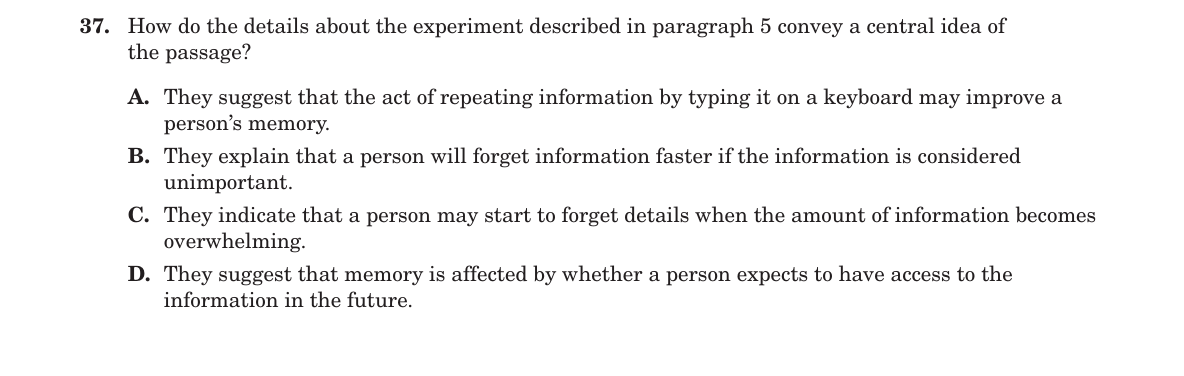 37. How do the details about the experiment described in paragraph 5 convey a central idea of
the passage?
A. They suggest that the act of repeating information by typing it on a keyboard may improve a
person’s memory.
B. They explain that a person will forget information faster if the information is considered
unimportant.
C. They indicate that a person may start to forget details when the amount of information becomes
overwhelming.
D. They suggest that memory is affected by whether a person expects to have access to the
information in the future.